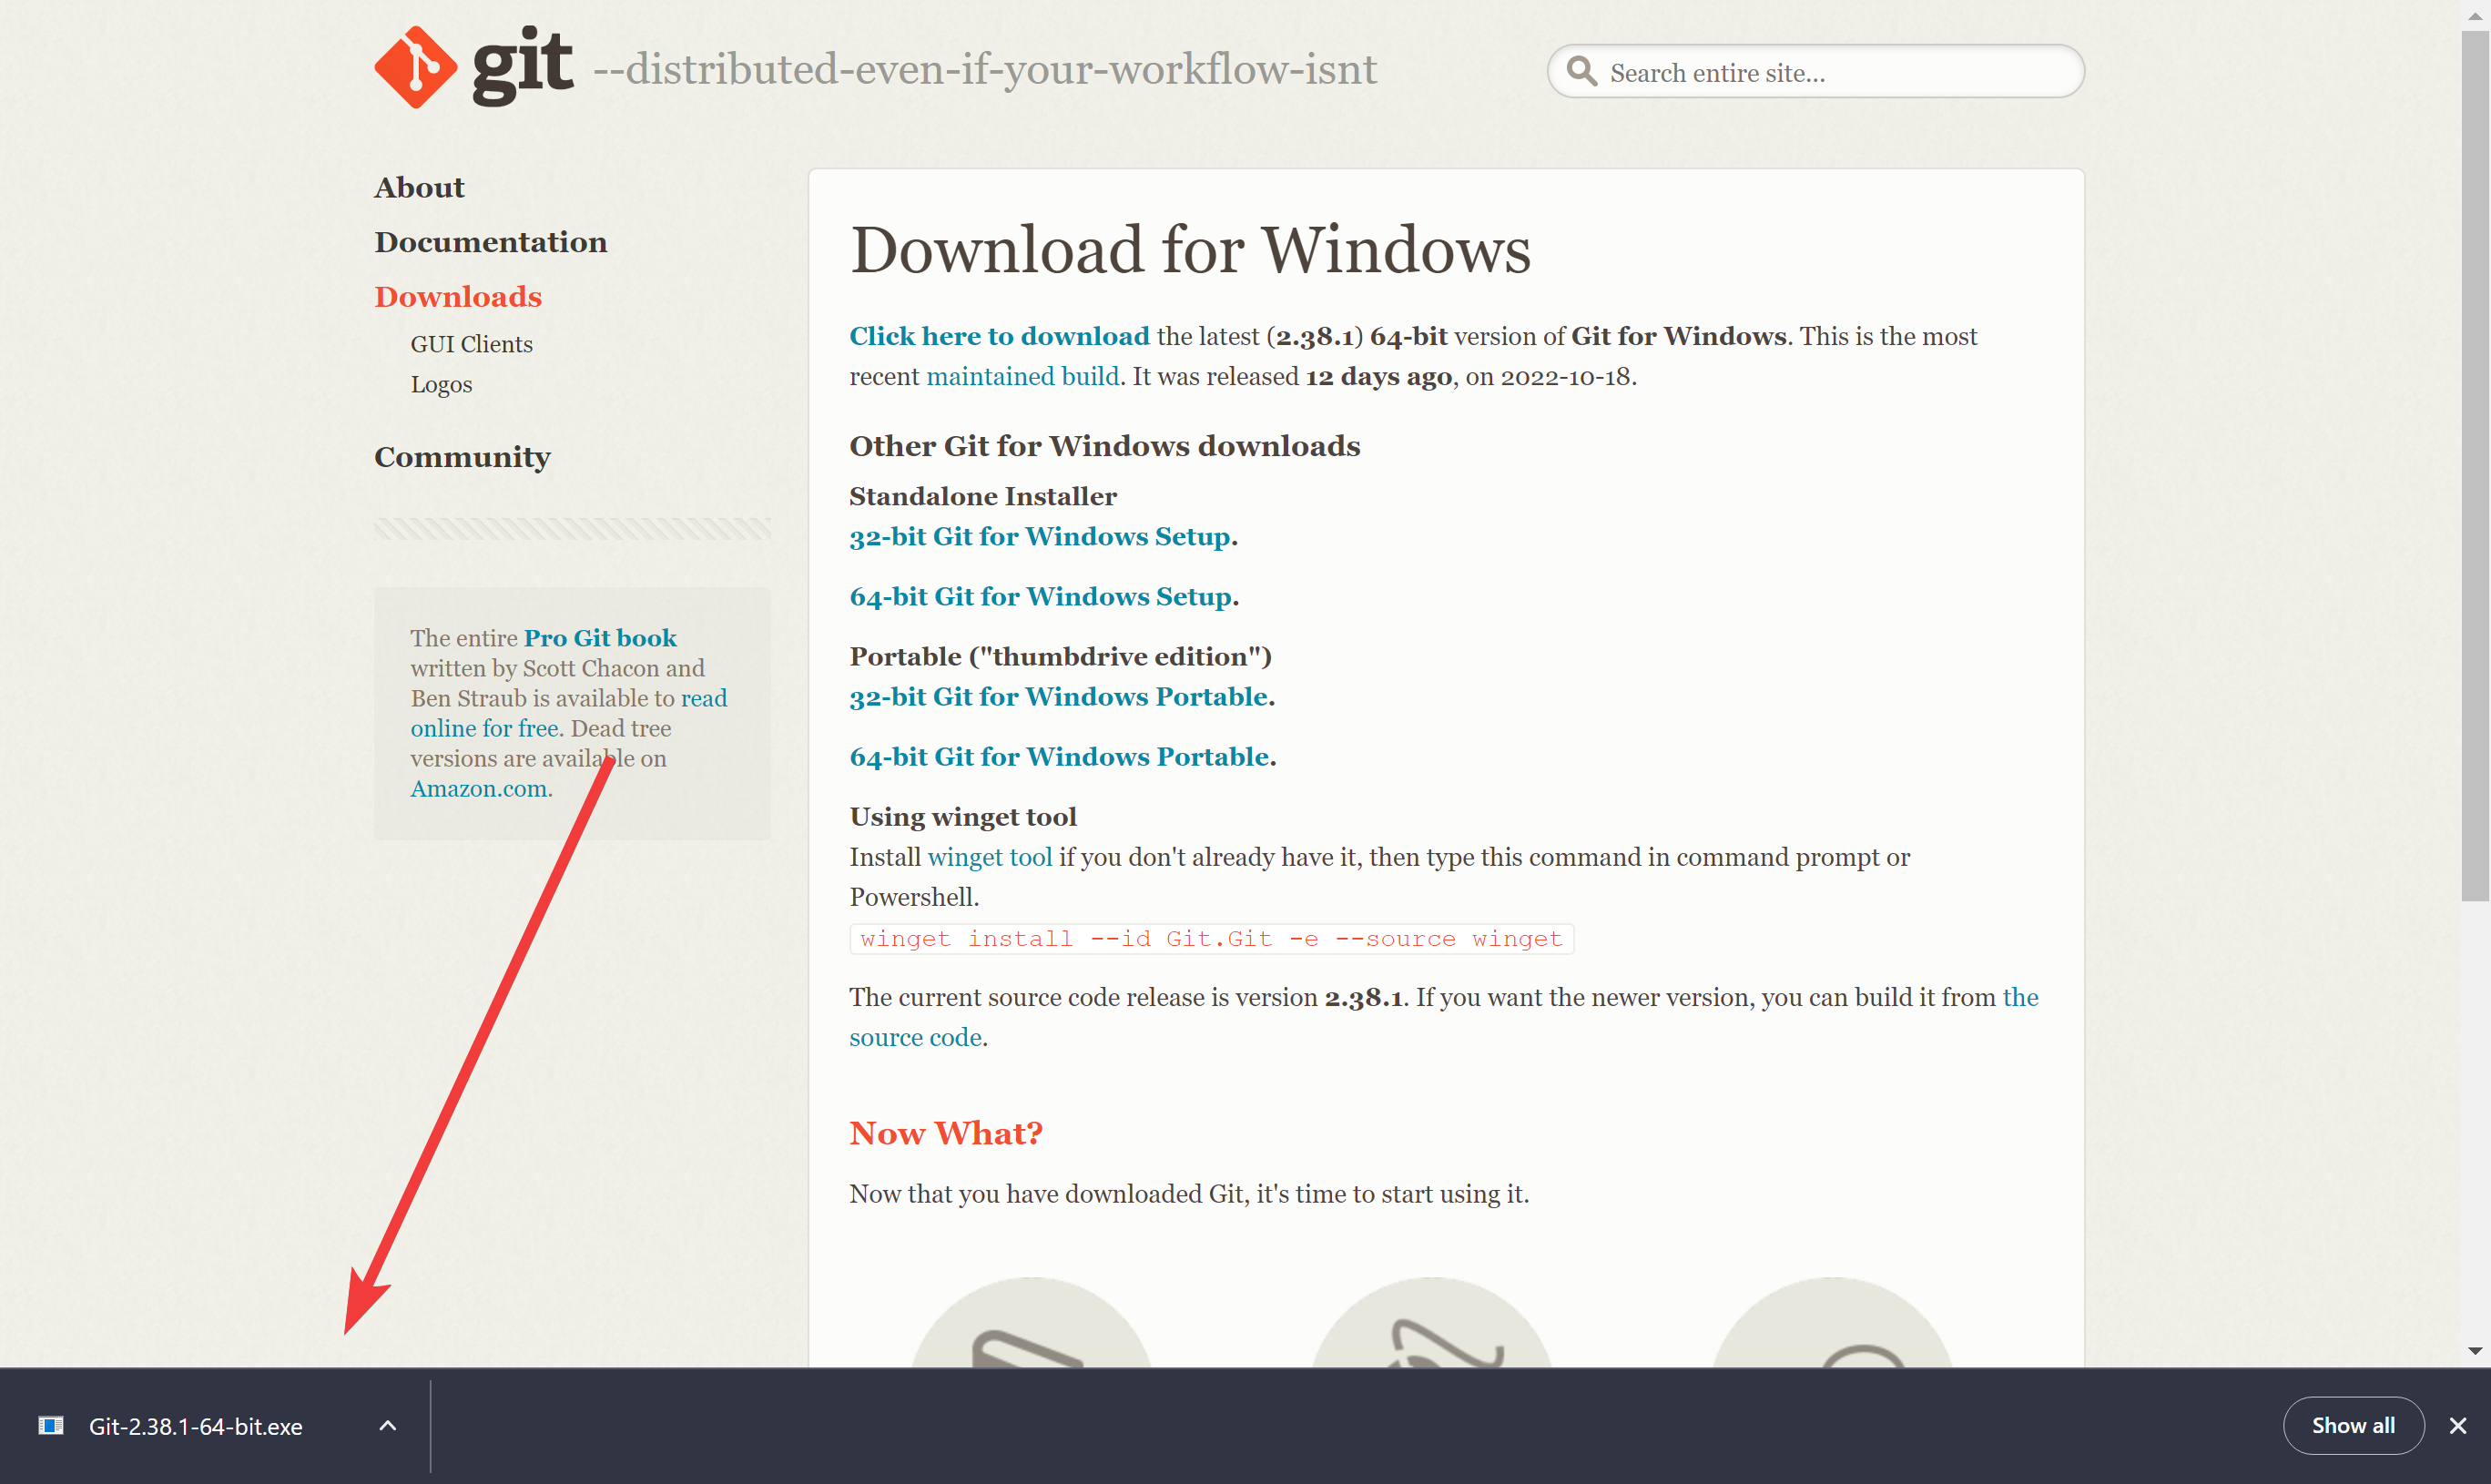 git --distributed-even-if-your-workflow-isnt
Search entire site...
About
Documentation
Downloads
GUI Clients
Logos
Community
The entire Pro Git book
written by Scott Chacon and
Ben Straub is available to read
online for free. Dead tree
versions are available on
Amazon.com.
Download for Windows
Click here to download the latest (2.38.1) 64-bit version of Git for Windows. This is the most
recent maintained build. It was released 12 days ago, on 2022-10-18.
Other Git for Windows downloads
Standalone Installer
32-bit Git for Windows Setup.
64-bit Git for Windows Setup.
Portable ("thumbdrive edition")
32-bit Git for Windows Portable.
64-bit Git for Windows Portable.
Using winget tool
Install winget tool if you don't already have it, then type this command in command prompt or
Powershell.
winget install --id Git.Git -e --source winget
The current source code release is version 2.38.1. If you want the newer version, you can build it from the
source code.
Now What?
Now that you have downloaded Git, it's time to start using it.
Git-2.38.1-64-bit.exe
Show all